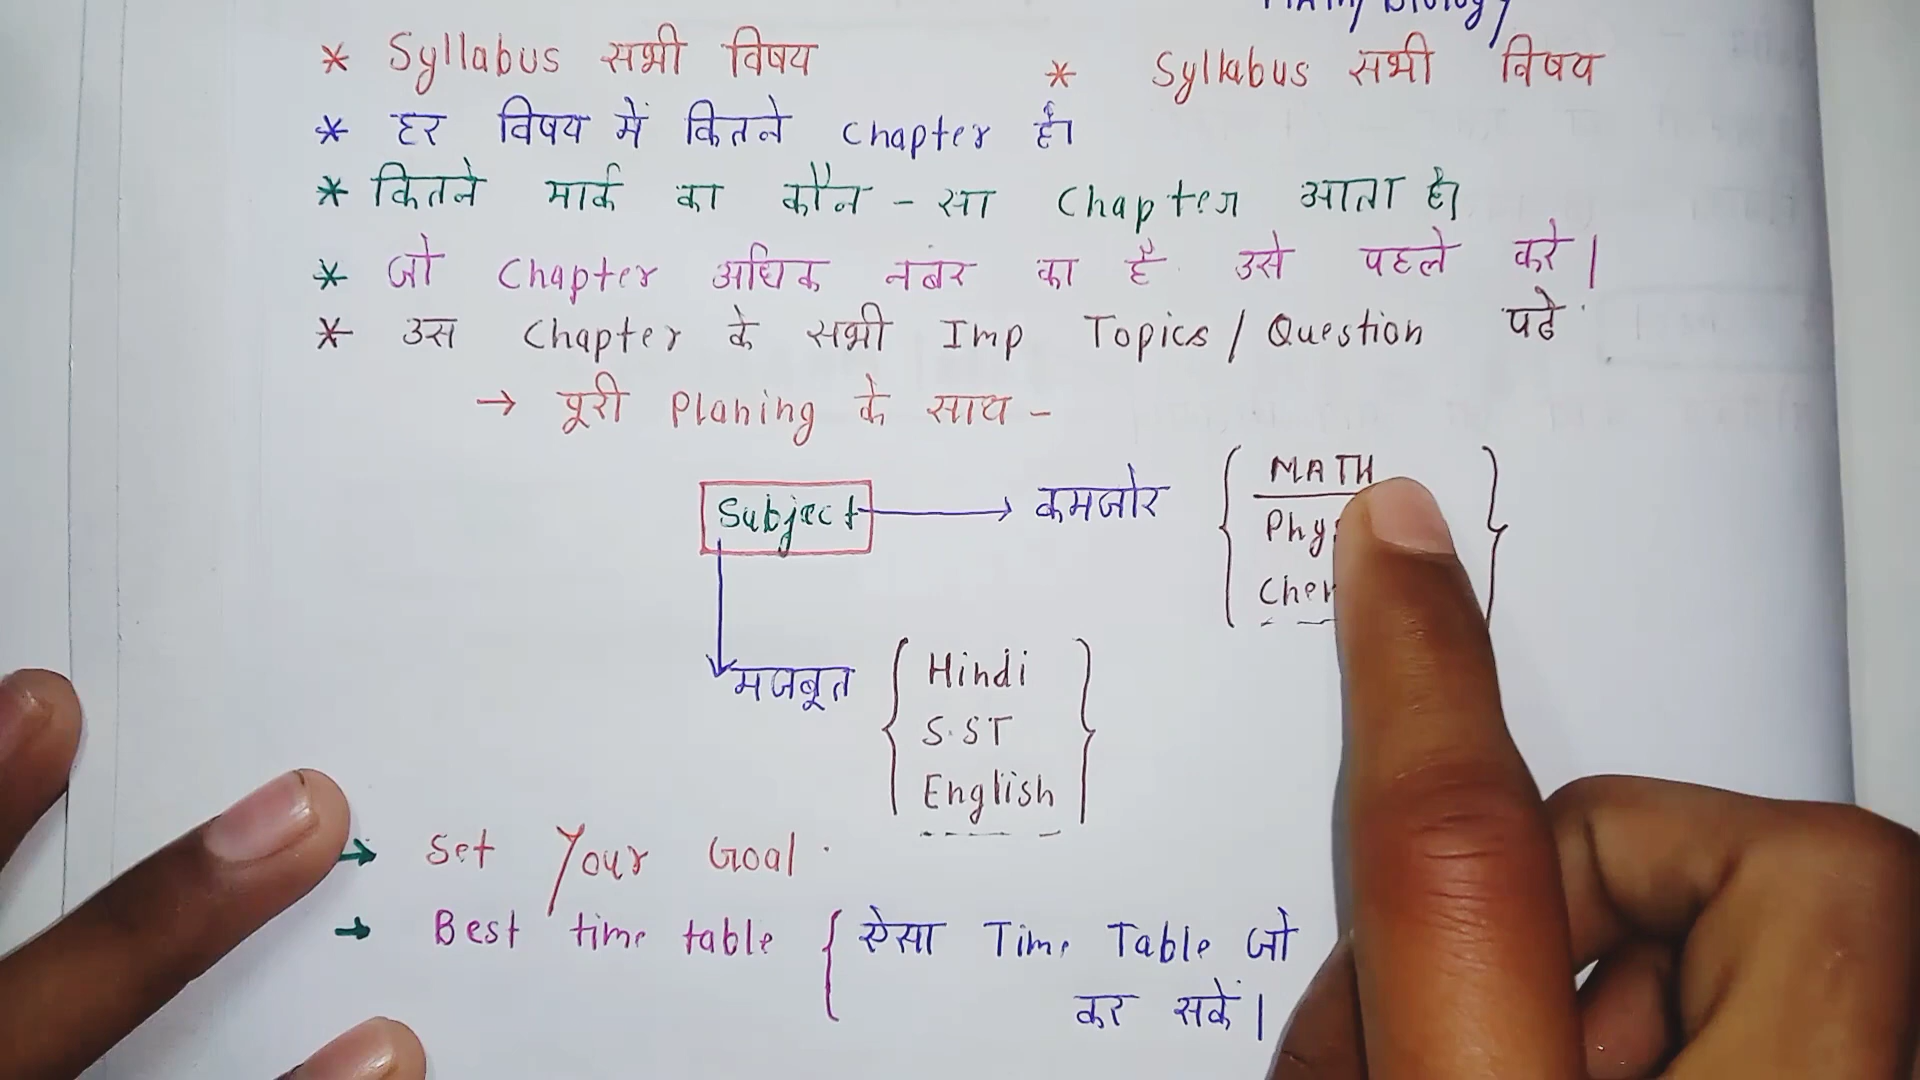 * Syllabus सभी विषय
* Syllabus सभी विषय
* हर विषय में कितने Chapter है।
* कितने मार्क का कौन - सा Chapter आता है।
* जो Chapter अधिक नंबर का है उसे पहले करे।
* उस Chapter के सभी Imp Topics / Question पढे
→ पूरी Planing के साथ -
Subject → कमजोर { MATH
मजबूत { Hindi
S.ST
English }
→ Set Your Goal.
→ Best time table { ऐसा Time Table जो
कर सकें।